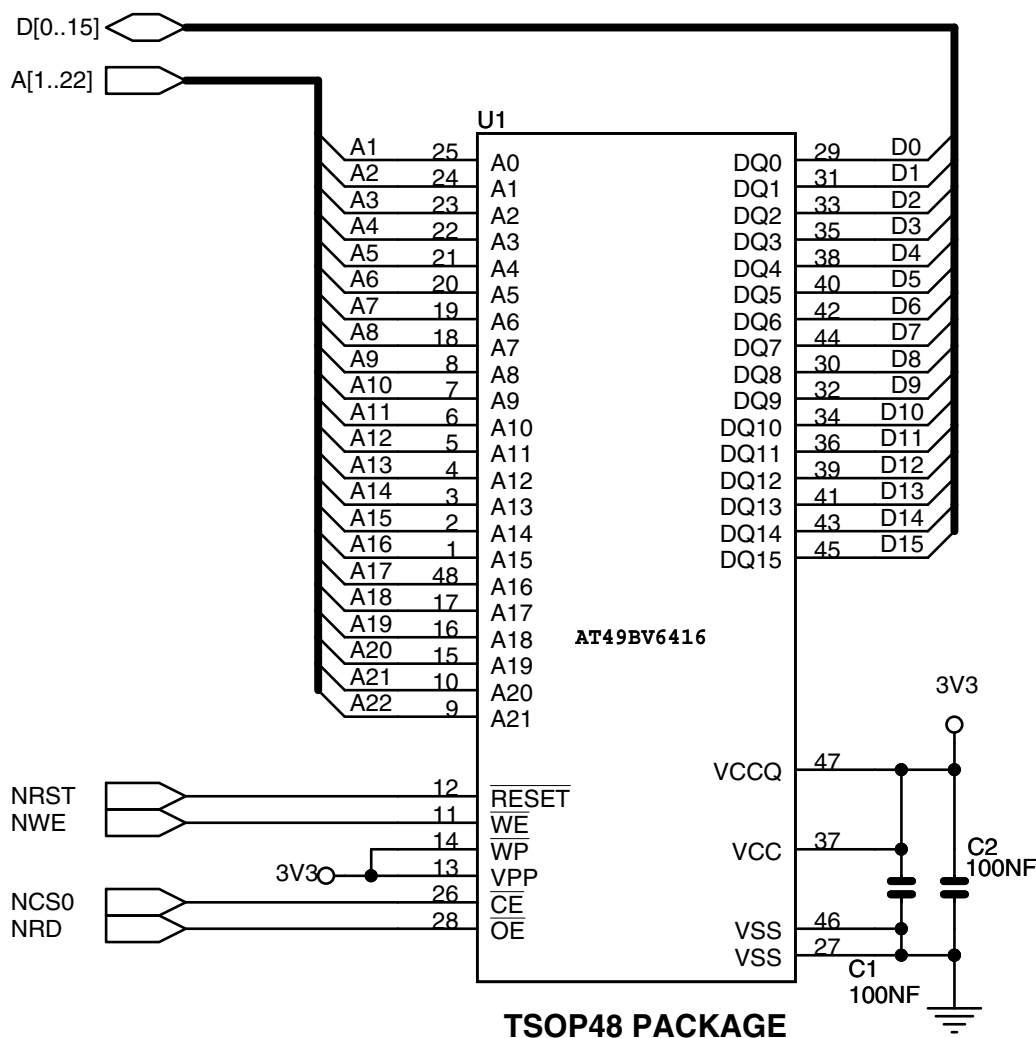 D[0..15]
A[1..22]
U1
A1 25 A0 DQ0 29 D0
A2 24 A1 DQ1 31 D1
A3 23 A2 DQ2 33 D2
A4 22 A3 DQ3 35 D3
A5 21 A4 DQ4 38 D4
A6 20 A5 DQ5 40 D5
A7 19 A6 DQ6 42 D6
A8 18 A7 DQ7 44 D7
A9 8 A8 DQ8 30 D8
A10 7 A9 DQ9 32 D9
A11 6 A10 DQ10 34 D10
A12 5 A11 DQ11 36 D11
A13 4 A12 DQ12 39 D12
A14 3 A13 DQ13 41 D13
A15 2 A14 DQ14 43 D14
A16 1 A15 DQ15 45 D15
A17 48 A16
A18 17 A17
A19 16 A18 AT49BV6416
A20 15 A19
A21 10 A20 3V3
A22 9 A21
VCCQ 47
NRST 12 RESET
NWE 11 WE
14 WP VCC 37 C2
3V3 13 VPP 100NF
NCS0 26 CE
NRD 28 OE VSS 46
VSS 27
C1
100NF
TSOP48 PACKAGE